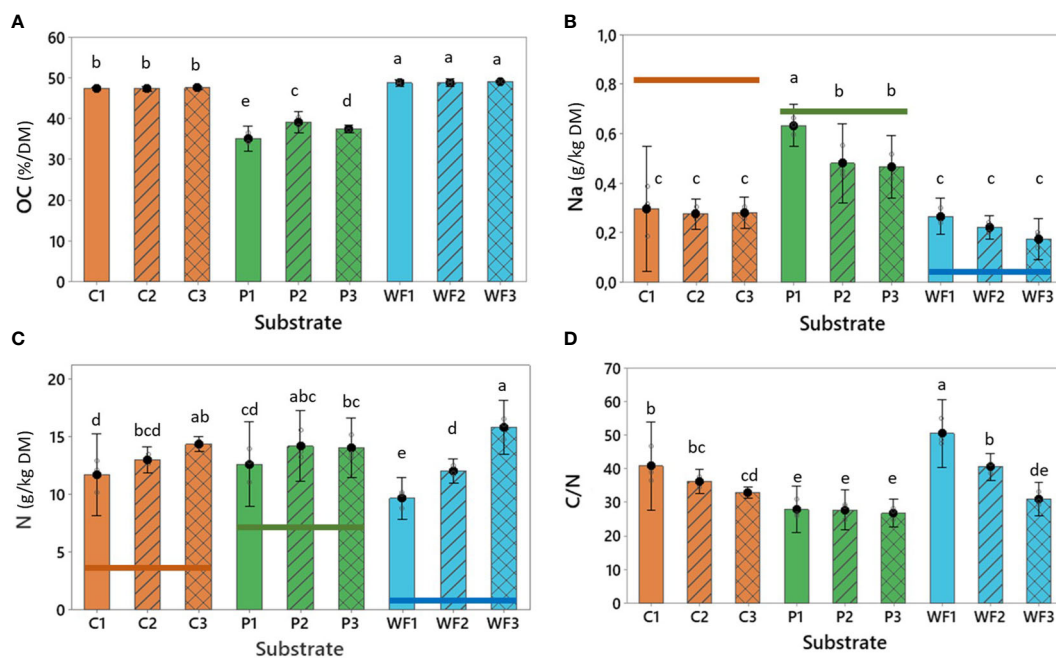 A
OC (%/DM)
60
50
40
30
20
10
0
b b b e c d a a a
C1 C2 C3 P1 P2 P3 WF1 WF2 WF3
Substrate
B
Na (g/kg DM)
1,0
0,8
0,6
0,4
0,2
0,0
c c c a b b c c c
C1 C2 C3 P1 P2 P3 WF1 WF2 WF3
Substrate
C
N (g/kg DM)
20
15
10
5
0
d bcd ab cd abc bc e d a
C1 C2 C3 P1 P2 P3 WF1 WF2 WF3
Substrate
D
C/N
70
60
50
40
30
20
10
0
b bc cd e e e a b de
C1 C2 C3 P1 P2 P3 WF1 WF2 WF3
Substrate